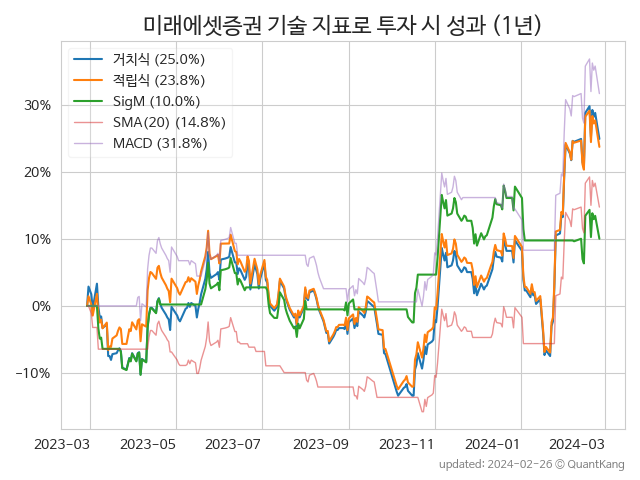 미래에셋증권 기술 지표로 투자 시 성과 (1년)
거치식 (25.0%)
적립식 (23.8%)
SigM (10.0%)
SMA(20) (14.8%)
MACD (31.8%)
30%
20%
10%
0%
−10%
2023-03 2023-05 2023-07 2023-09 2023-11 2024-01 2024-03
updated: 2024-02-26 © QuantKang